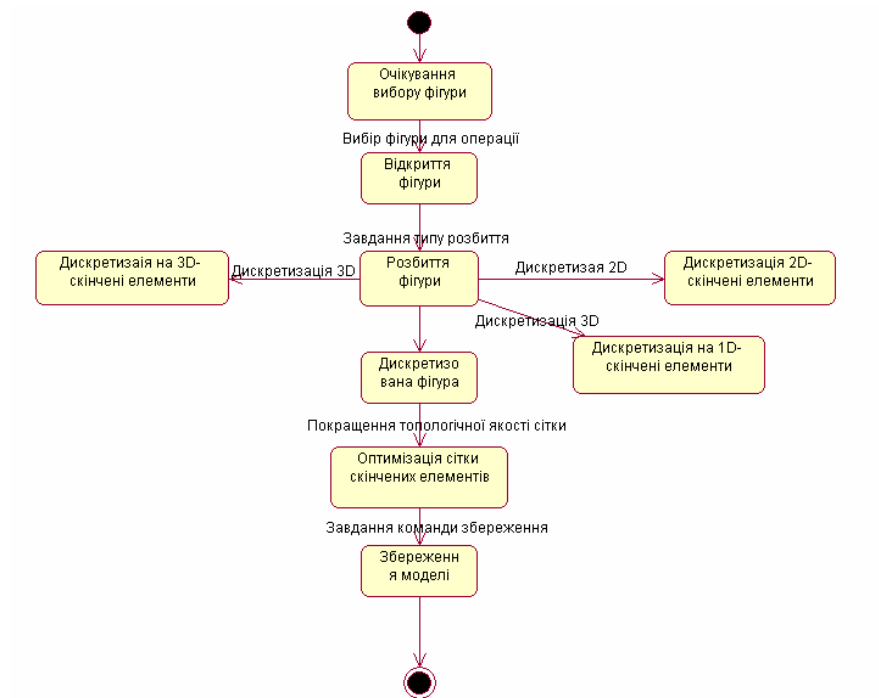 Очікування
вибору фігури
Вибір фігури для операції
Відкриття
фігури
Завдання типу розбиття
Дискретизаія на 3D-
скінчені елементи
Дискретизація 3D
Розбиття
фігури
Дискретизая 2D
Дискретизація 2D-
скінчені елементи
Дискретизація 3D
Дискретизація на 1D-
скінчені елементи
Дискретизо
вана фігура
Покращення топологічної якості сітки
Оптимізація сітки
скінчених елементів
Завдання команди збереження
Збереженн
я моделі